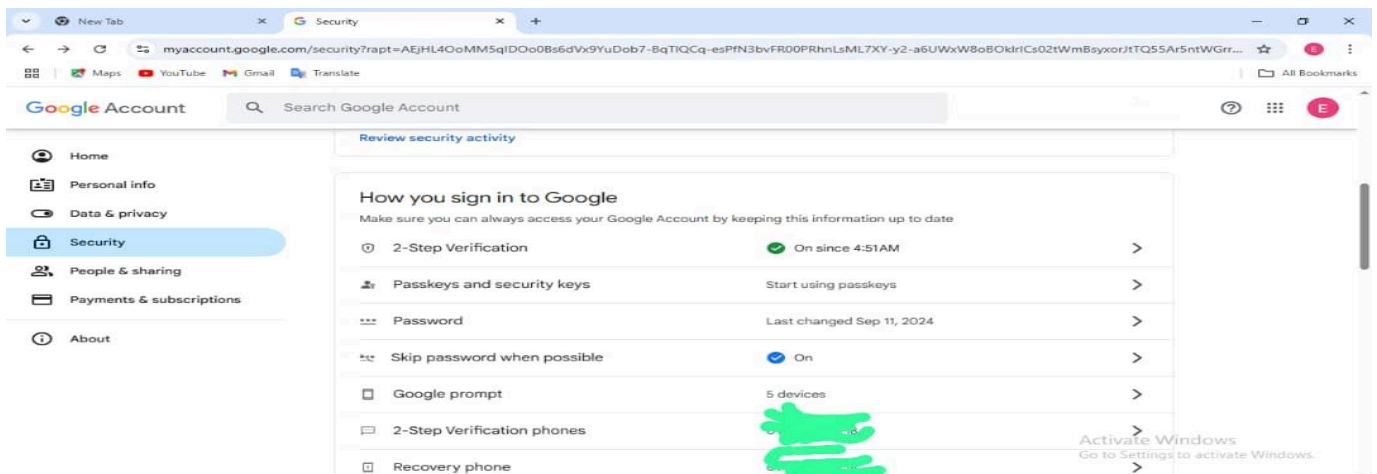 New Tab
Security
myaccount.google.com/security?rapt=AEjHL4OoMM5qIDOo0Bs6dVx9YuDob7-BqTIQCq-esPfN3bvFR00PRhnLsML7XY-y2-a6UWxW8oBOkIrICs02tWmBsyxorJtTQ55Ar5ntWGrr...
E
Maps YouTube Gmail Translate All Bookmarks
Google Account Search Google Account E
Review security activity
Home
Personal info
Data & privacy
Security
People & sharing
Payments & subscriptions
About
How you sign in to Google
Make sure you can always access your Google Account by keeping this information up to date
2-Step Verification On since 4:51AM
Passkeys and security keys Start using passkeys
Password Last changed Sep 11, 2024
Skip password when possible On
Google prompt 5 devices
2-Step Verification phones
Recovery phone
Activate Windows
Go to Settings to activate Windows.